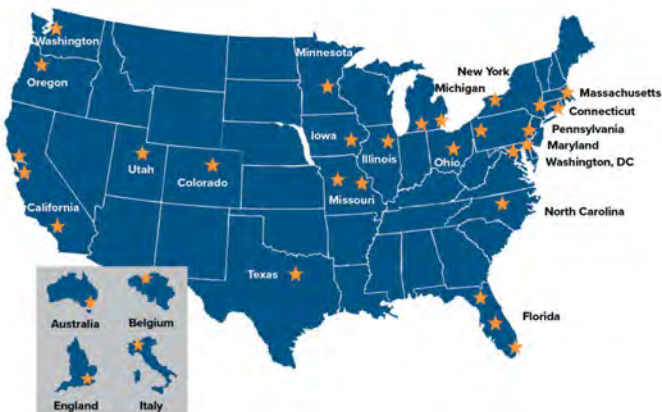 Washington
Oregon
Minnesota
New York
Michigan
Massachusetts
Connecticut
Pennsylvania
Maryland
Washington, DC
Iowa
Illinois
Ohio
Utah
Colorado
Missouri
California
North Carolina
Texas
Florida
Australia
Belgium
England
Italy